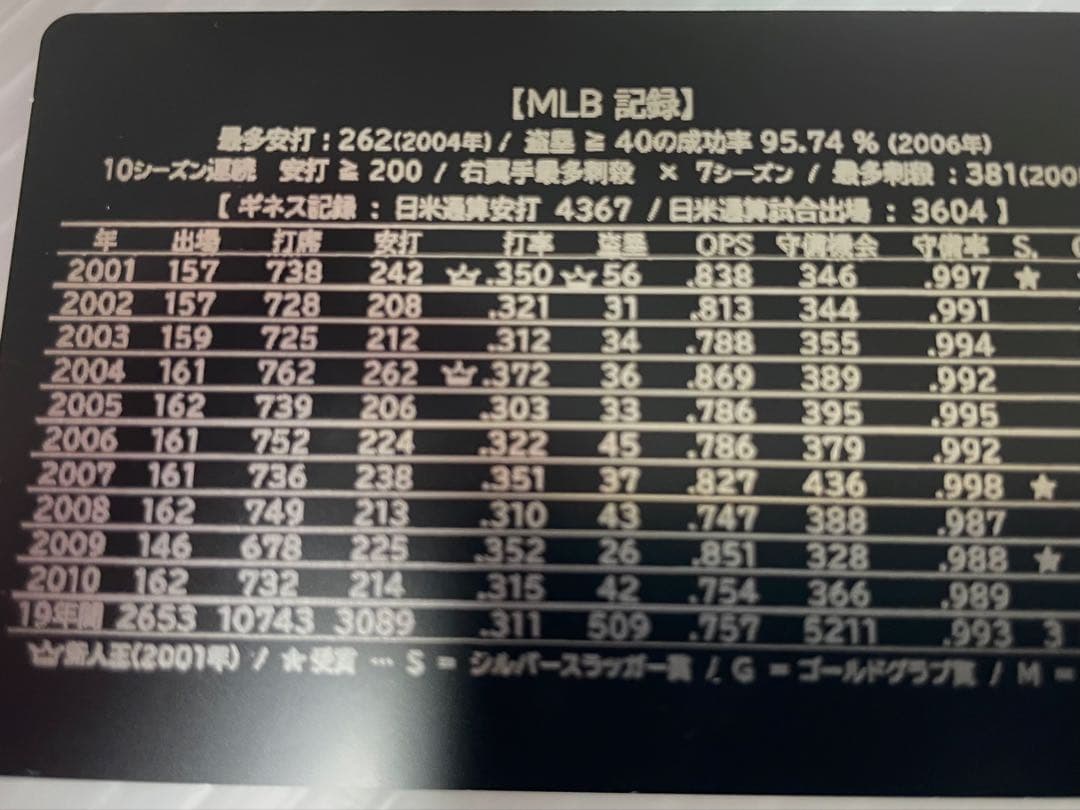 【MLB 記録】
最多安打 : 262(2004年) / 盗塁 ≧ 40の成功率 95.74 % (2006年)
10シーズン連続 安打 ≧ 200 / 右翼手最多刺殺 × 7シーズン / 最多刺殺 : 381(200
【 ギネス記録 : 日米通算安打 4367 / 日米通算試合出場 : 3604 】
年 出場 打席 安打 打率 盗塁 OPS 守備機会 守備率 S.
2001 157 738 242 .350 56 .838 346 .997 ★
2002 157 728 208 .321 31 .813 344 .991
2003 159 725 212 .312 34 .788 355 .994
2004 161 762 262 .372 36 .869 389 .992
2005 162 739 206 .303 33 .786 395 .995
2006 161 752 224 .322 45 .786 379 .992
2007 161 736 238 .351 37 .827 436 .998 ★
2008 162 749 213 .310 43 .747 388 .987
2009 146 678 225 .352 26 .851 328 .988 ★
2010 162 732 214 .315 42 .754 366 .989
19年間 2653 10743 3089 .311 509 .757 5211 .993 3
新人王(2001年) / ★受賞 … S = シルバースラッガー賞 / G = ゴールドグラブ賞 / M =